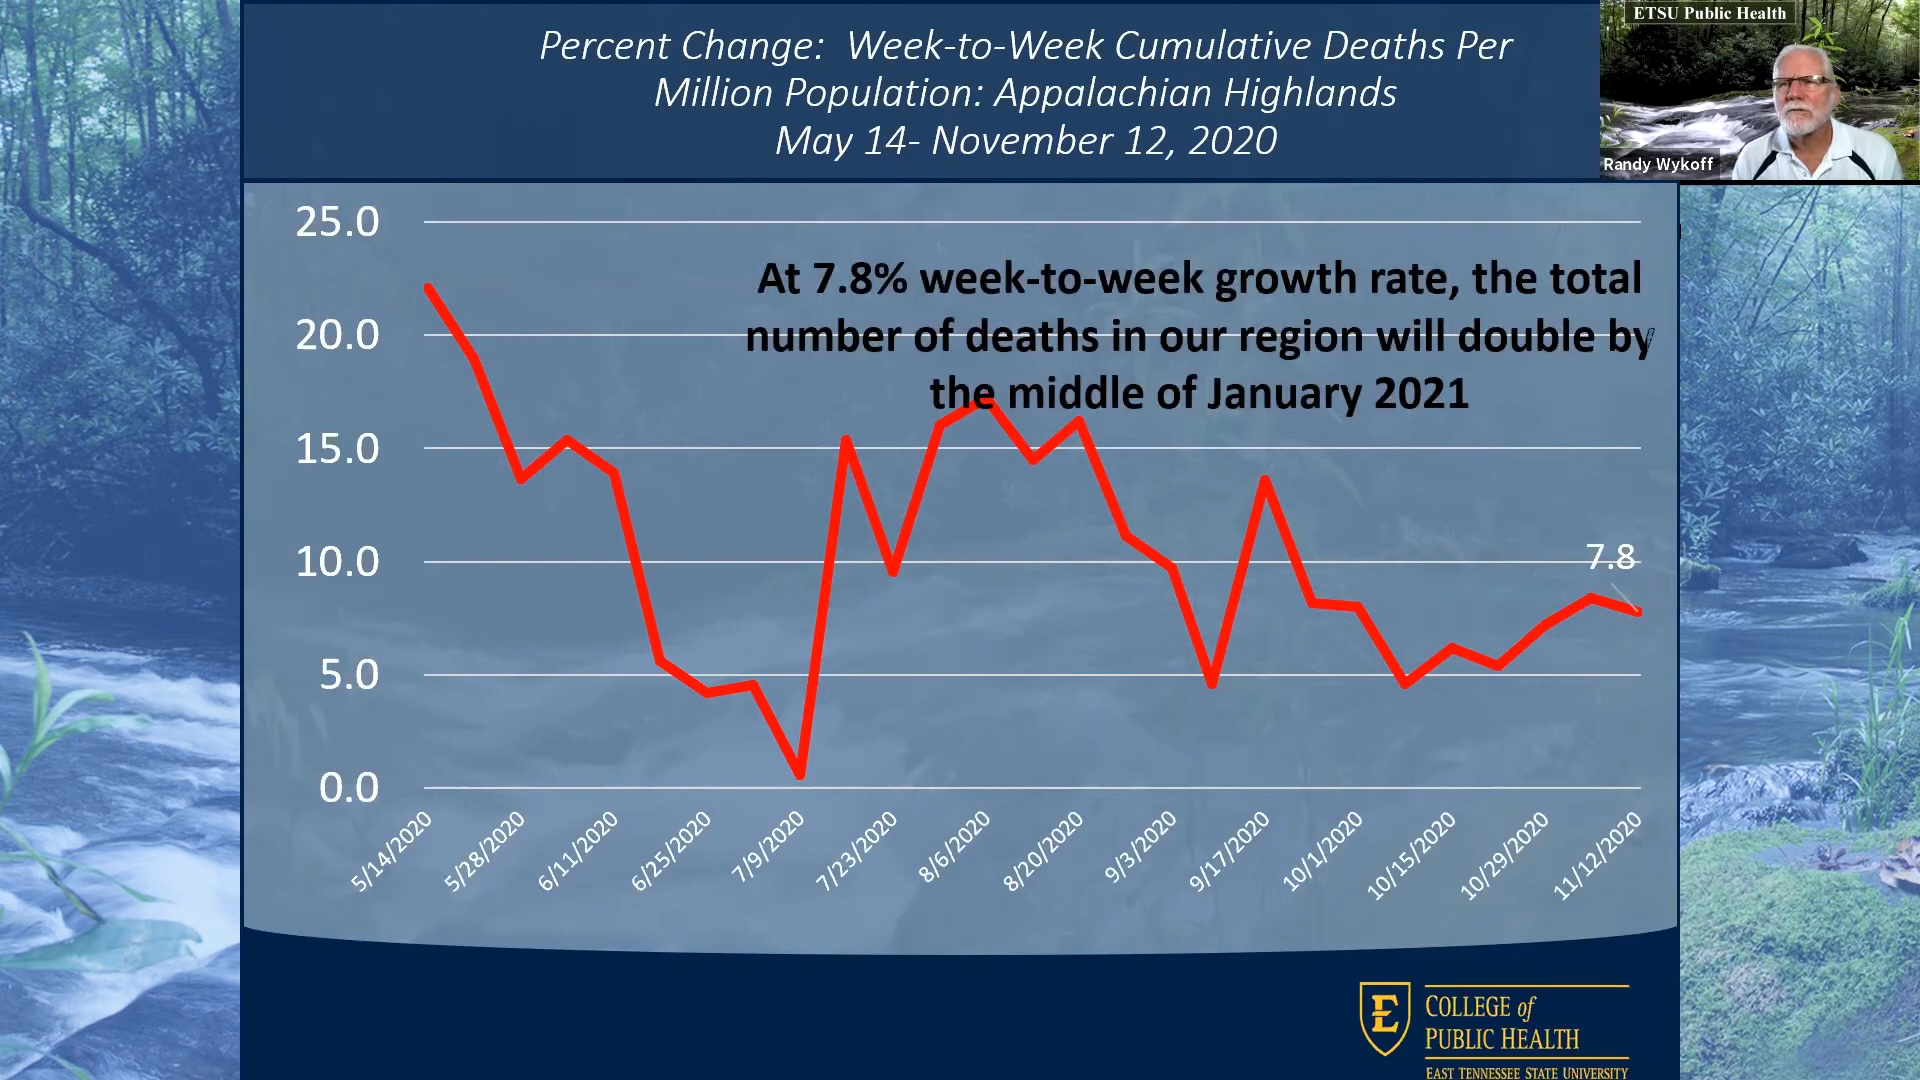 Percent Change: Week-to-Week Cumulative Deaths Per
Million Population: Appalachian Highlands
May 14- November 12, 2020
ETSU Public Health
Randy Wykoff
25.0
20.0
15.0
10.0
5.0
0.0
At 7.8% week-to-week growth rate, the total
number of deaths in our region will double by
the middle of January 2021
7.8
5/14/2020
5/28/2020
6/11/2020
6/25/2020
7/9/2020
7/23/2020
8/6/2020
8/20/2020
9/3/2020
9/17/2020
10/1/2020
10/15/2020
10/29/2020
11/12/2020
E
COLLEGE of
PUBLIC HEALTH
EAST TENNESSEE STATE UNIVERSITY